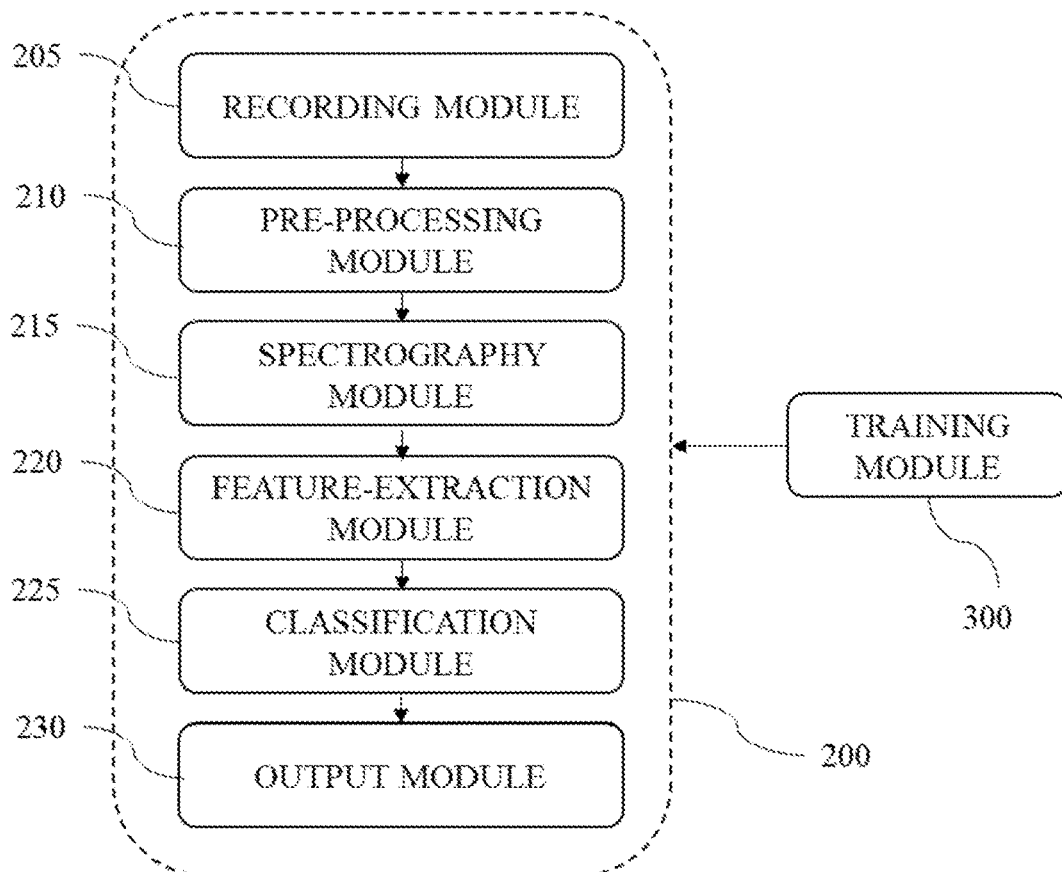 205
RECORDING MODULE
210
PRE-PROCESSING
MODULE
215
SPECTROGRAPHY
MODULE
220
FEATURE-EXTRACTION
MODULE
225
CLASSIFICATION
MODULE
230
OUTPUT MODULE
TRAINING
MODULE
300
200